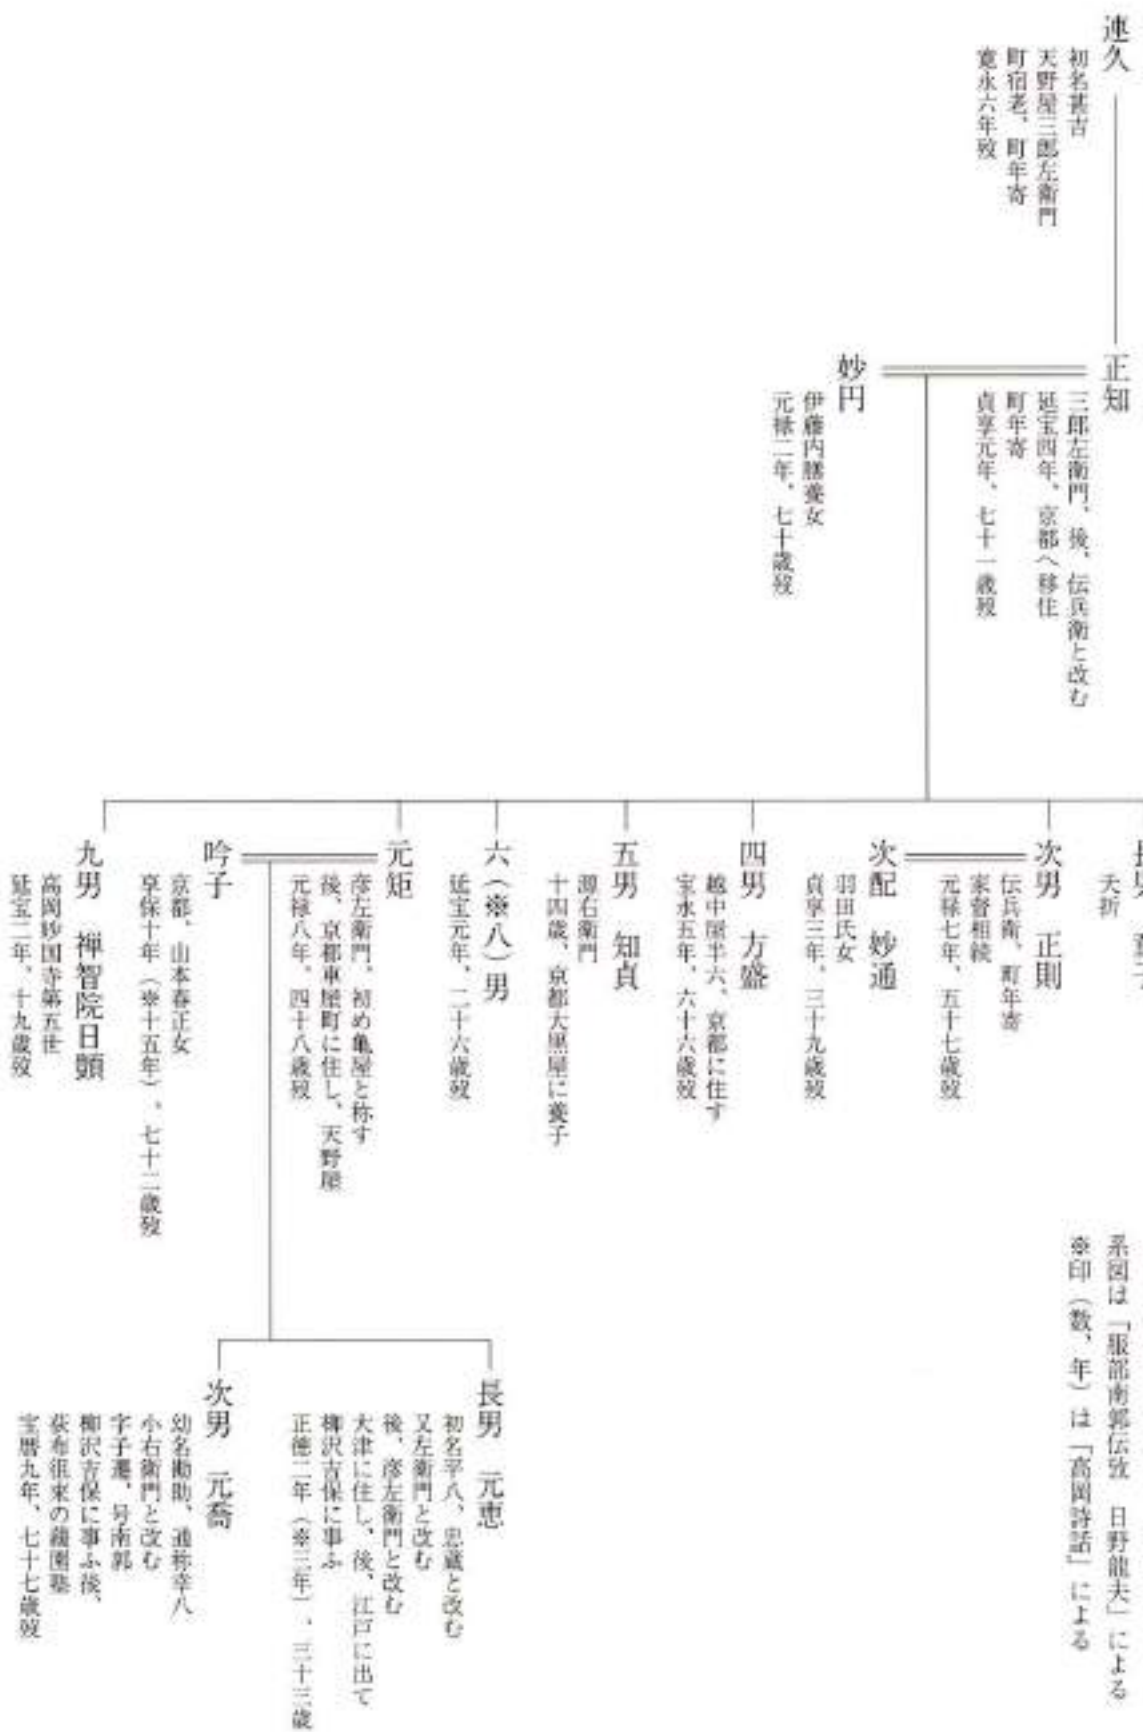 連久
初名甚吉
天野屋三郎左衛門
町宿老、町年寄
寛永六年歿
正知
三郎左衛門、後、伝兵衛と改む
延宝四年、京都へ移住
町年寄
貞享元年、七十一歳歿
妙円
伊藤内膳養女
元禄二年、七十歳歿
長男
夭折
次男 正則
伝兵衛、町年寄
家督相続
元禄七年、五十七歳歿
次配 妙通
羽田氏女
貞享三年、三十九歳歿
四男 方盛
越中屋半六、京都に住す
宝永五年、六十六歳歿
五男 知貞
源右衛門
十四歳、京都大黒屋に養子
六(※八)男
延宝元年、二十六歳歿
元矩
彦左衛門、初め亀屋と称す
後、京都車屋町に住し、天野屋
元禄八年、四十八歳歿
吟子
京都、山本春正女
享保十年(※十五年)、七十二歳歿
九男 禅智院日顕
高岡妙国寺第五世
延宝二年、十九歳歿
長男 元恵
初名平八、忠蔵と改む
又左衛門と改む
後、彦左衛門と改む
大津に住し、後、江戸に出て
柳沢吉保に事ふ
正徳二年(※三年)、三十三歳
次男 元喬
幼名勘助、通称幸八
小右衛門と改む
字子遷、号南郭
柳沢吉保に事ふ後、
荻布徂来の蘐園塾
宝暦九年、七十七歳歿
系図は「服部南郭伝攷 日野龍夫」による
※印(数、年)は「高岡詩話」による